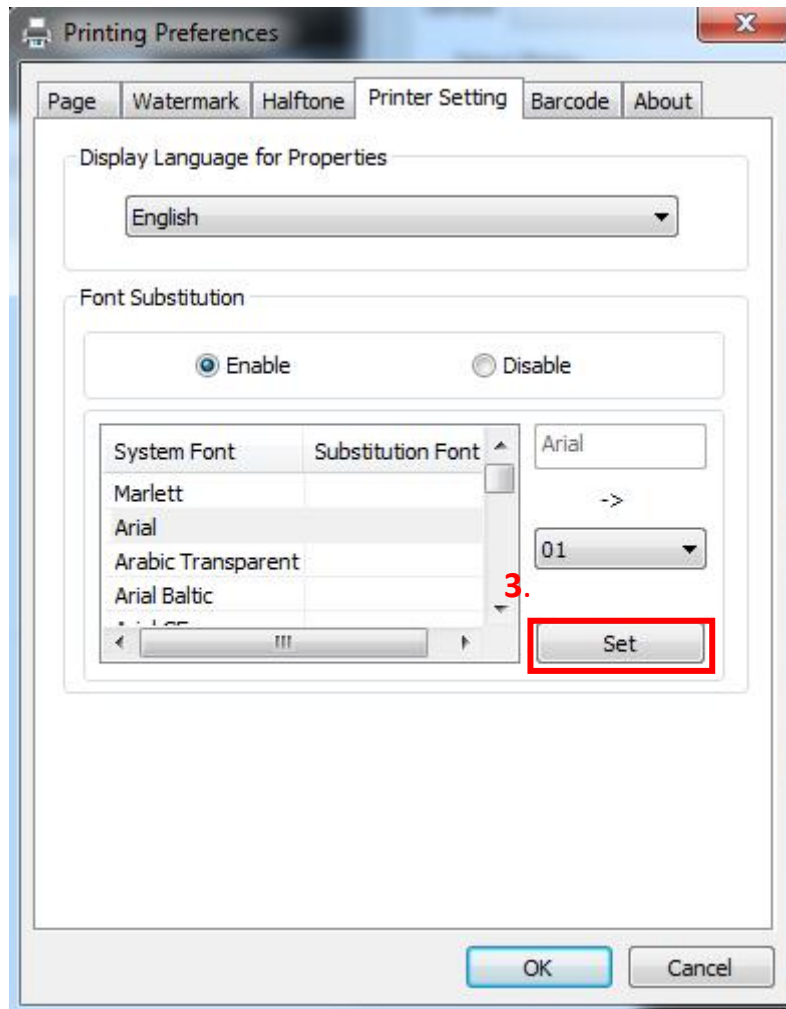 Printing Preferences
Page Watermark Halftone Printer Setting Barcode About
Display Language for Properties
English
Font Substitution
Enable Disable
System Font Substitution Font
Marlett
Arial
Arabic Transparent
Arial Baltic
Arial
->
01
3.
Set
OK Cancel